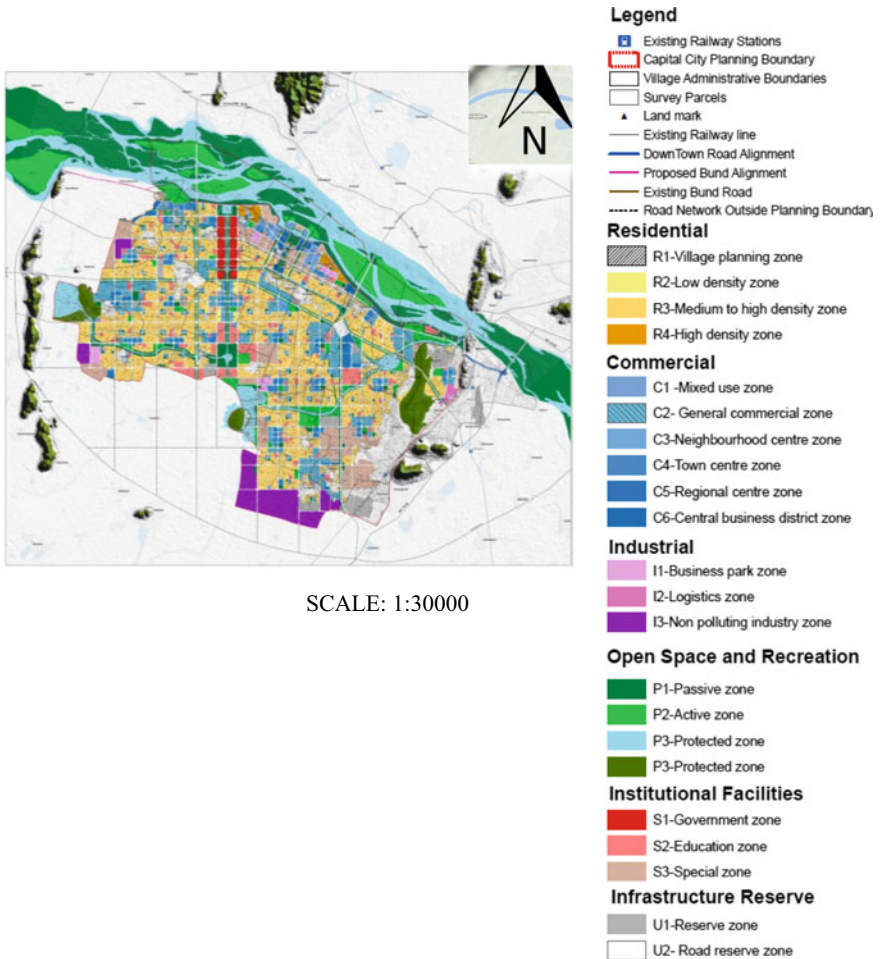 N
SCALE: 1:30000
Legend
Existing Railway Stations
Capital City Planning Boundary
Village Administrative Boundaries
Survey Parcels
Land mark
Existing Railway line
DownTown Road Alignment
Proposed Bund Alignment
Existing Bund Road
Road Network Outside Planning Boundary
Residential
R1-Village planning zone
R2-Low density zone
R3-Medium to high density zone
R4-High density zone
Commercial
C1 -Mixed use zone
C2- General commercial zone
C3-Neighbourhood centre zone
C4-Town centre zone
C5-Regional centre zone
C6-Central business district zone
Industrial
I1-Business park zone
I2-Logistics zone
I3-Non polluting industry zone
Open Space and Recreation
P1-Passive zone
P2-Active zone
P3-Protected zone
P3-Protected zone
Institutional Facilities
S1-Government zone
S2-Education zone
S3-Special zone
Infrastructure Reserve
U1-Reserve zone
U2- Road reserve zone